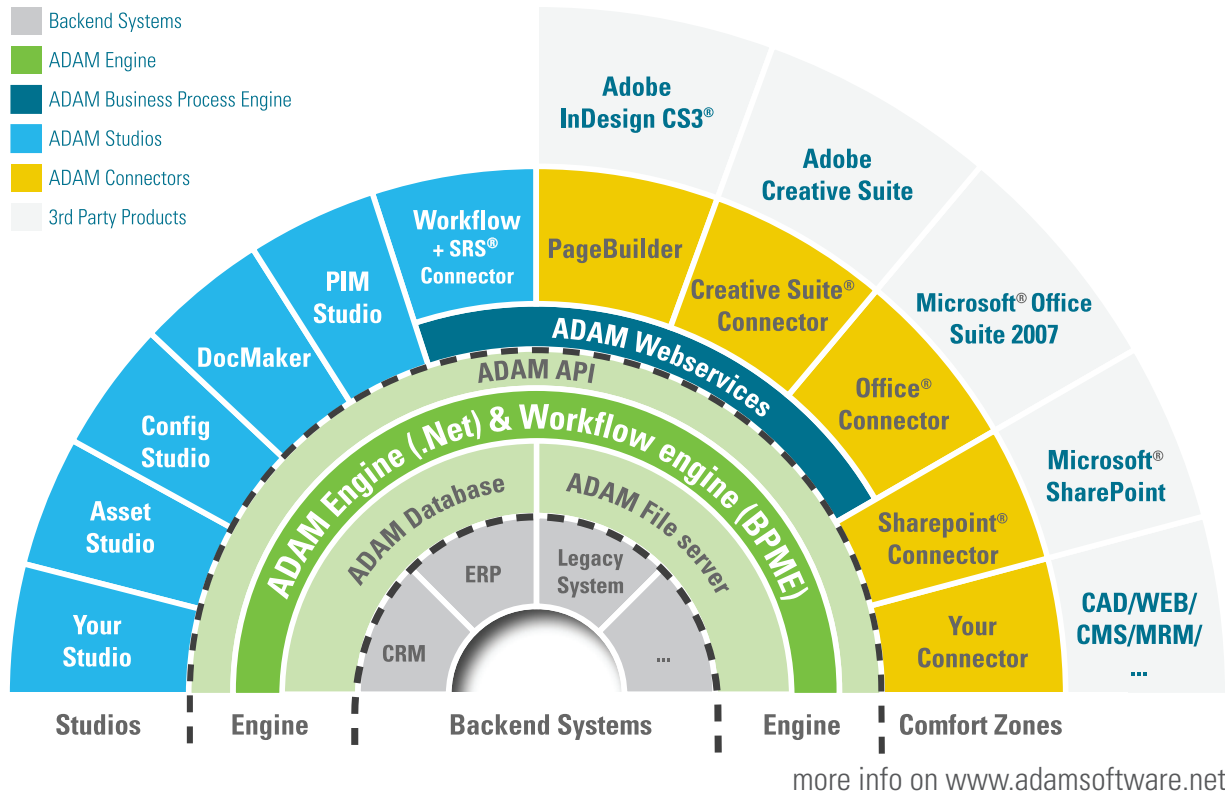 Backend Systems
ADAM Engine
ADAM Business Process Engine
ADAM Studios
ADAM Connectors
3rd Party Products
Adobe
InDesign CS3®
Adobe
Creative Suite
Microsoft® Office
Suite 2007
Microsoft®
SharePoint
CAD/WEB/
CMS/MRM/
...
Workflow
+ SRS®
Connector
PageBuilder
Creative Suite®
Connector
Office®
Connector
Sharepoint®
Connector
Your
Connector
PIM
Studio
DocMaker
Config
Studio
Asset
Studio
Your
Studio
ADAM Webservices
ADAM API
ADAM Engine (.Net) & Workflow engine (BPME)
ADAM Database
ADAM File server
CRM
ERP
Legacy
System
...
Studios
Engine
Backend Systems
Engine
Comfort Zones
more info on www.adamsoftware.net